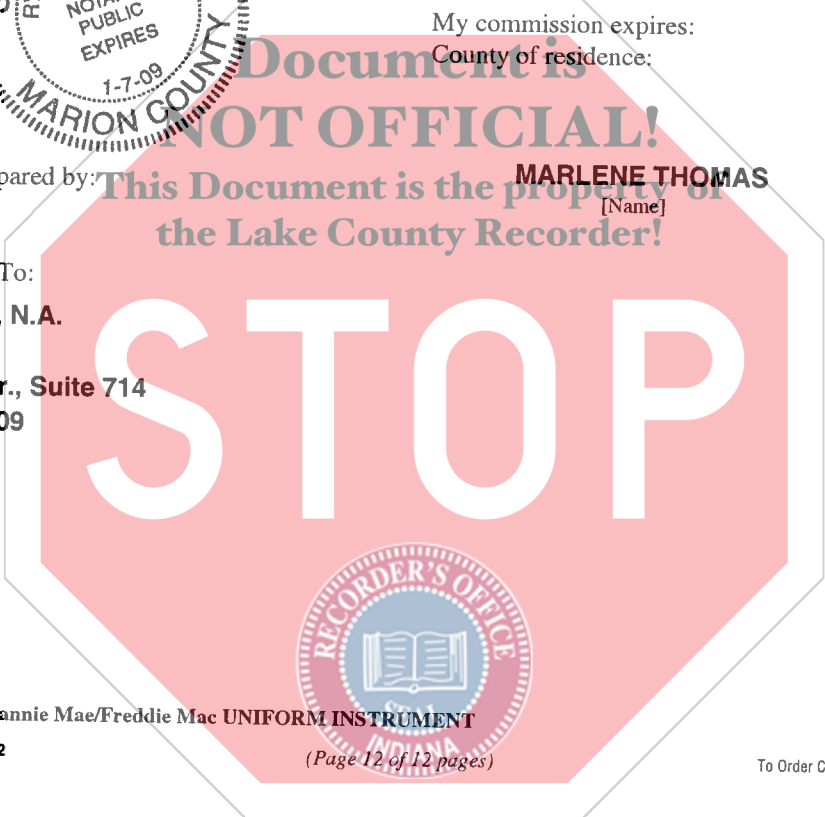 NOTA
PUBLIC
EXPIRES
1-7-09
MARION COUNTY
My commission expires:
County of residence:
Document is
NOT OFFICIAL!
This Document is the property of
the Lake County Recorder!
pared by:
MARLENE THOMAS
[Name]
To:
, N.A.
r., Suite 714
09
STOP
RECORDER'S OFFICE
SEAL
INDIANA
annie Mae/Freddie Mac UNIFORM INSTRUMENT
2
(Page 12 of 12 pages)
To Order C